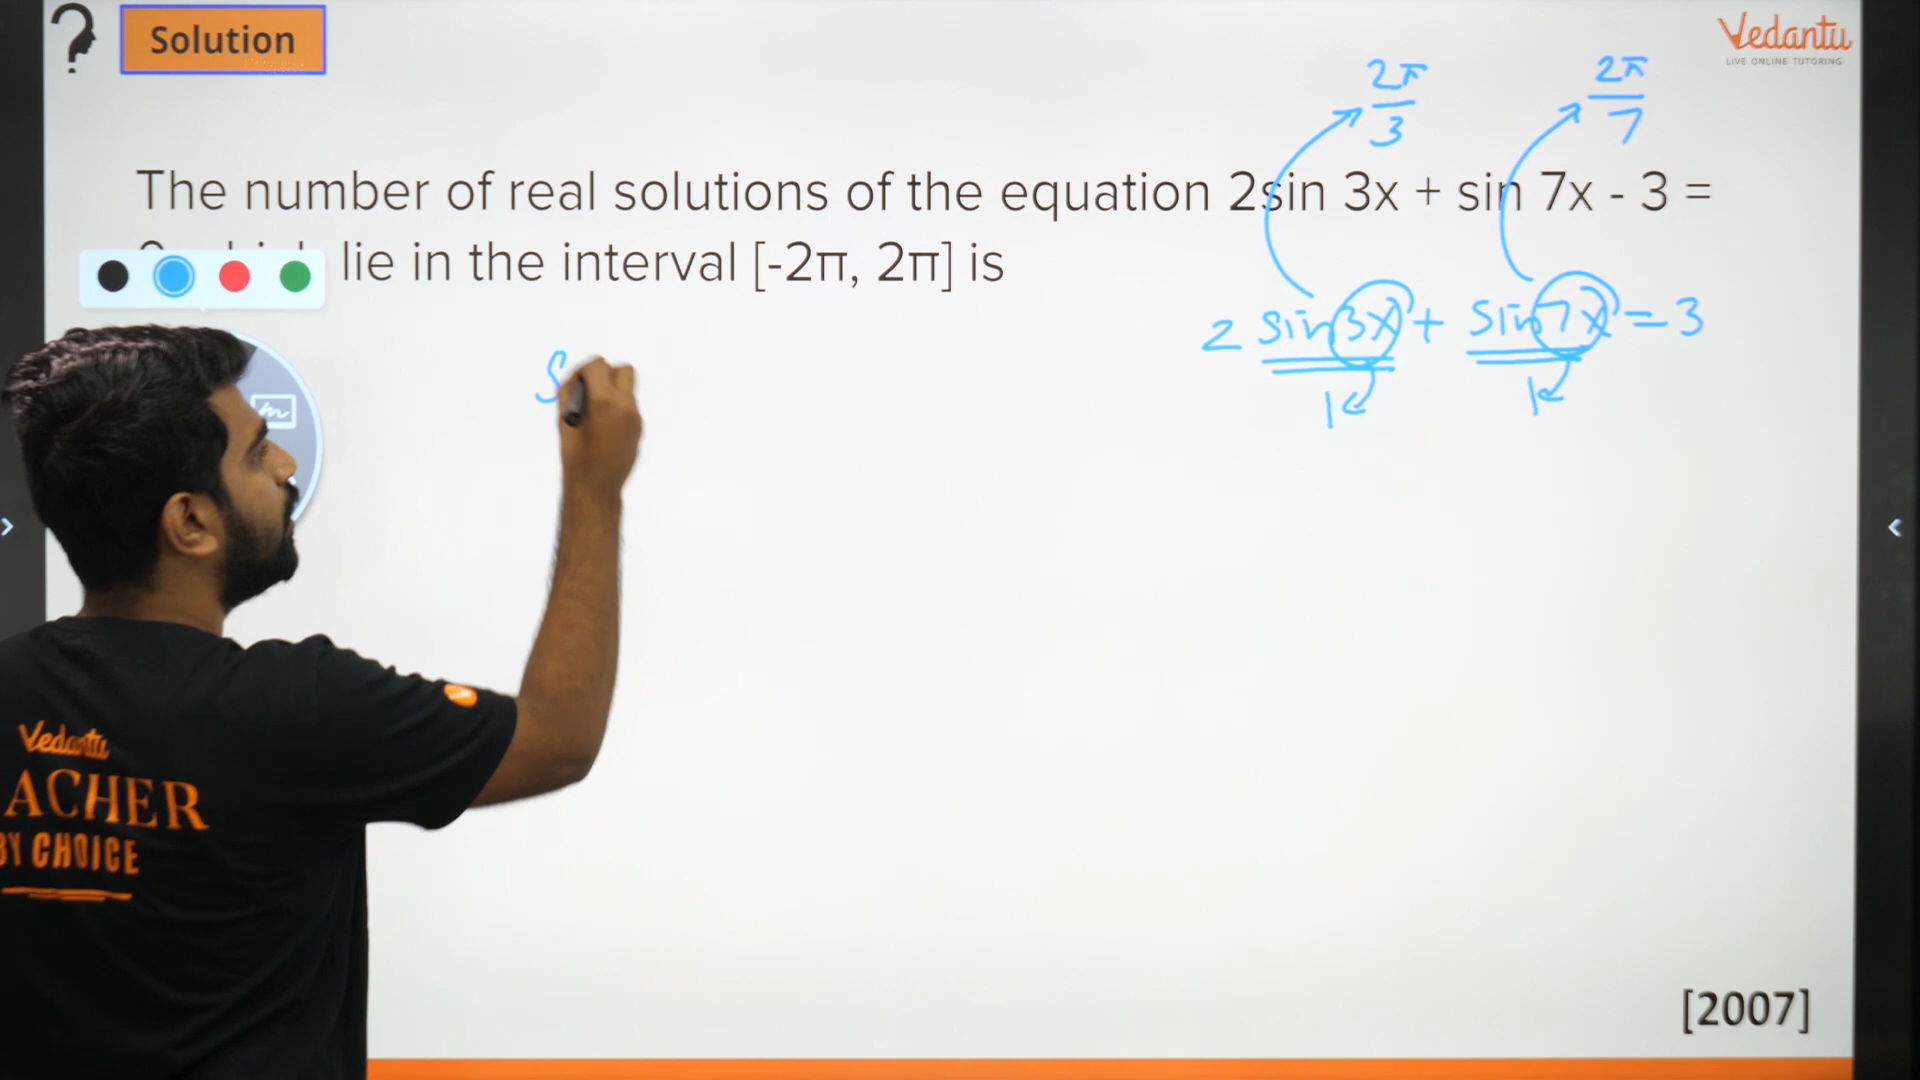 Solution
Vedantu
LIVE ONLINE TUTORING
2π/3
2π/7
The number of real solutions of the equation 2sin 3x + sin 7x - 3 =
lie in the interval [-2π, 2π] is
2 sin 3x + sin 7x = 3
1
1
S
Vedantu
ACHER
BY CHOICE
[2007]